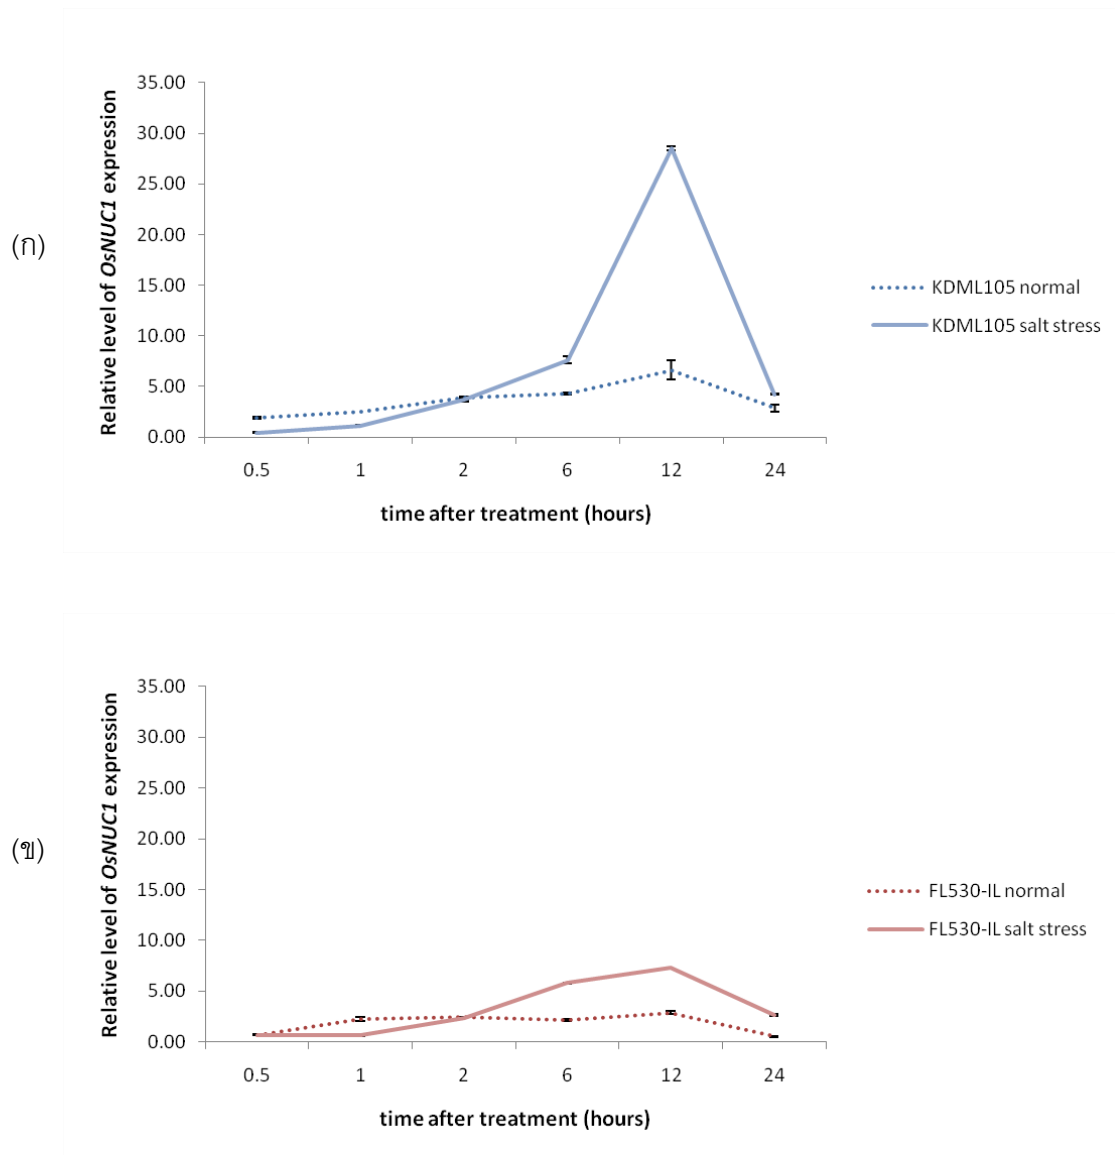 (ก)
Relative level of OsNUC1 expression
35.00
30.00
25.00
20.00
15.00
10.00
5.00
0.00
0.5 1 2 6 12 24
time after treatment (hours)
KDML105 normal
KDML105 salt stress
(ข)
Relative level of OsNUC1 expression
35.00
30.00
25.00
20.00
15.00
10.00
5.00
0.00
0.5 1 2 6 12 24
time after treatment (hours)
FL530-IL normal
FL530-IL salt stress